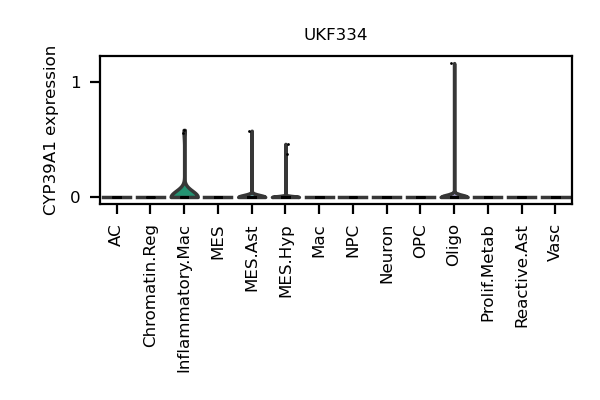 UKF334
CYP39A1 expression
1
0
AC
Chromatin.Reg
Inflammatory.Mac
MES
MES.Ast
MES.Hyp
Mac
NPC
Neuron
OPC
Oligo
Prolif.Metab
Reactive.Ast
Vasc